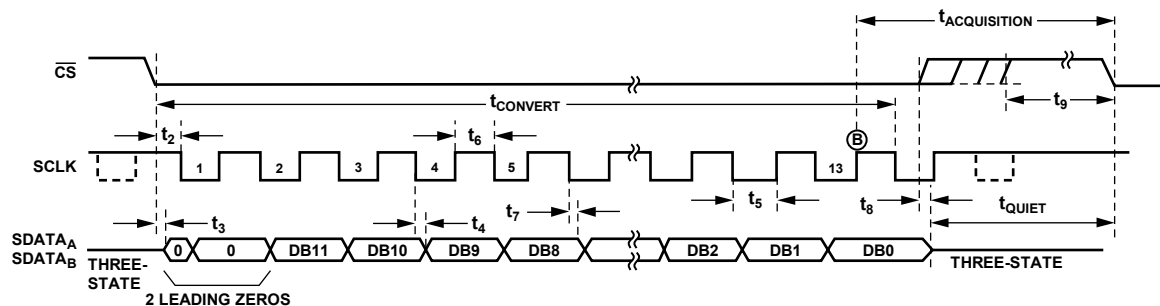 tACQUISITION
CS
tCONVERT
t9
t2
t6
B
SCLK
1 2 3 4 5 13
t3
t4
t7
t5
t8
tQUIET
SDATAA
SDATAB
0 0 DB11 DB10 DB9 DB8 DB2 DB1 DB0
THREE-
STATE
THREE-STATE
2 LEADING ZEROS